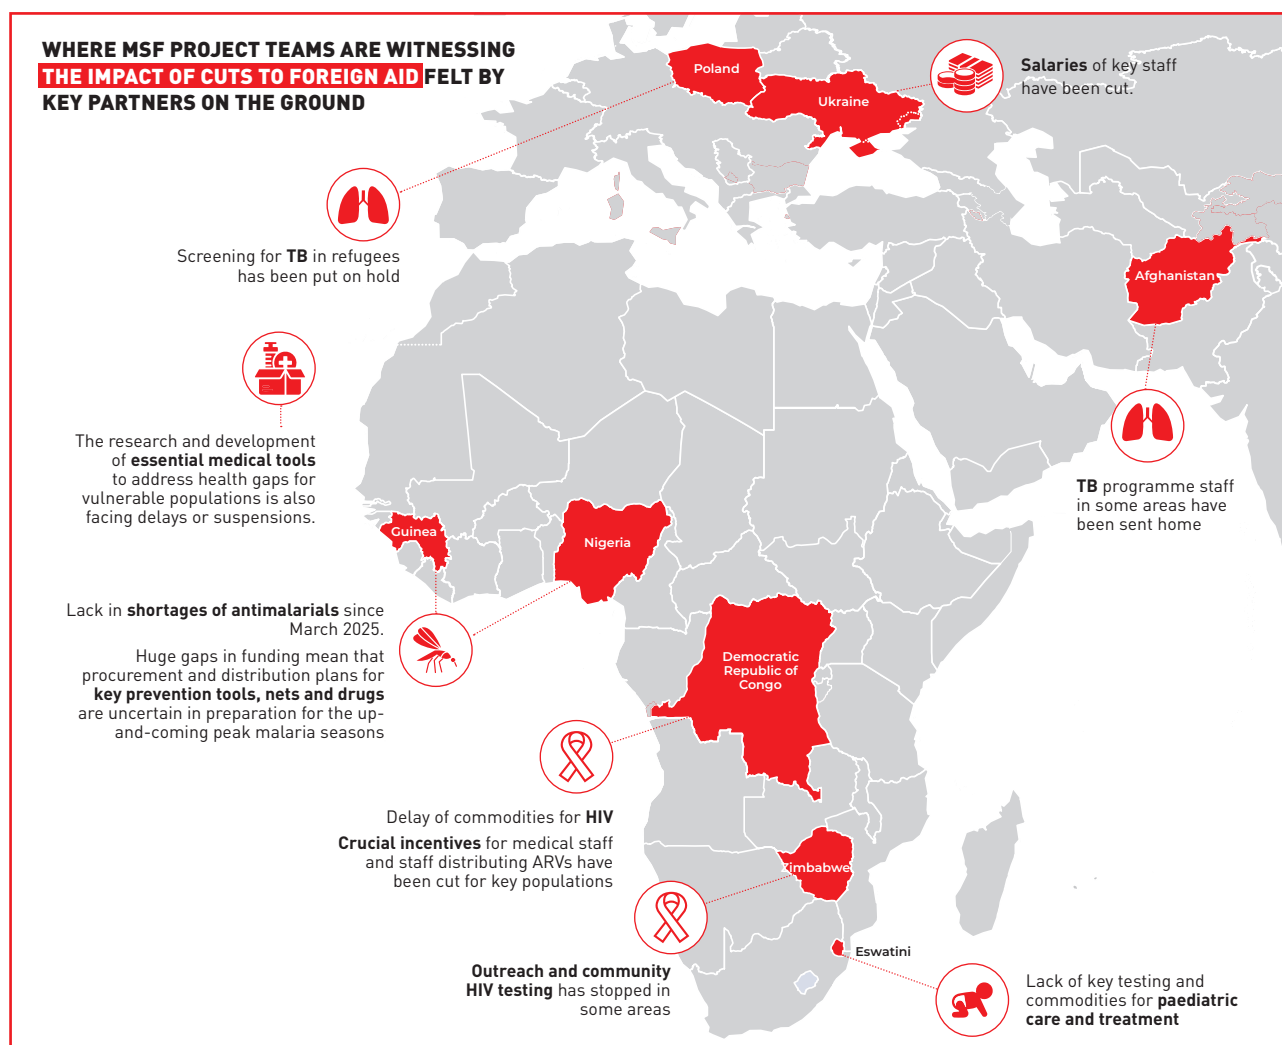 WHERE MSF PROJECT TEAMS ARE WITNESSING
THE IMPACT OF CUTS TO FOREIGN AID FELT BY
KEY PARTNERS ON THE GROUND
Poland
Ukraine
Salaries of key staff
have been cut.
Screening for TB in refugees
has been put on hold
Afghanistan
TB programme staff
in some areas have
been sent home
The research and development
of essential medical tools
to address health gaps for
vulnerable populations is also
facing delays or suspensions.
Guinea
Nigeria
Lack in shortages of antimalarials since
March 2025.
Huge gaps in funding mean that
procurement and distribution plans for
key prevention tools, nets and drugs
are uncertain in preparation for the up-
and-coming peak malaria seasons
Democratic
Republic of
Congo
Delay of commodities for HIV
Crucial incentives for medical staff
and staff distributing ARVs have
been cut for key populations
Zimbabwe
Outreach and community
HIV testing has stopped in
some areas
Eswatini
Lack of key testing and
commodities for paediatric
care and treatment